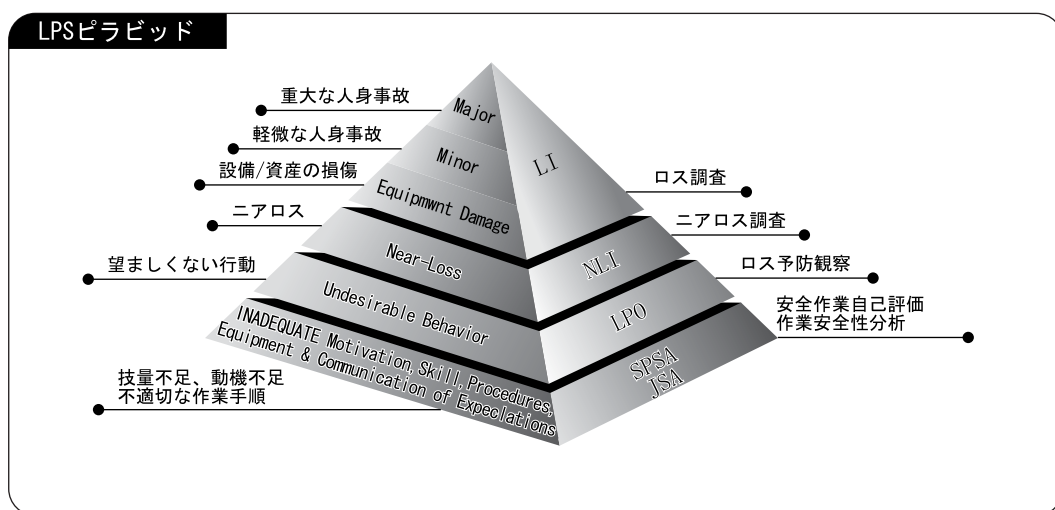 LPSピラビッド
重大な人身事故
軽微な人身事故
設備/資産の損傷
ニアロス
望ましくない行動
技量不足、動機不足
不適切な作業手順
Major
Minor
Equipmwnt Damage
Near-Loss
Undesirable Behavior
INADEQUATE Motivation, Skill, Procedures,
Equipment & Communication of Expeclations
LI
NLI
LPO
SPSA
JSA
ロス調査
ニアロス調査
ロス予防観察
安全作業自己評価
作業安全性分析